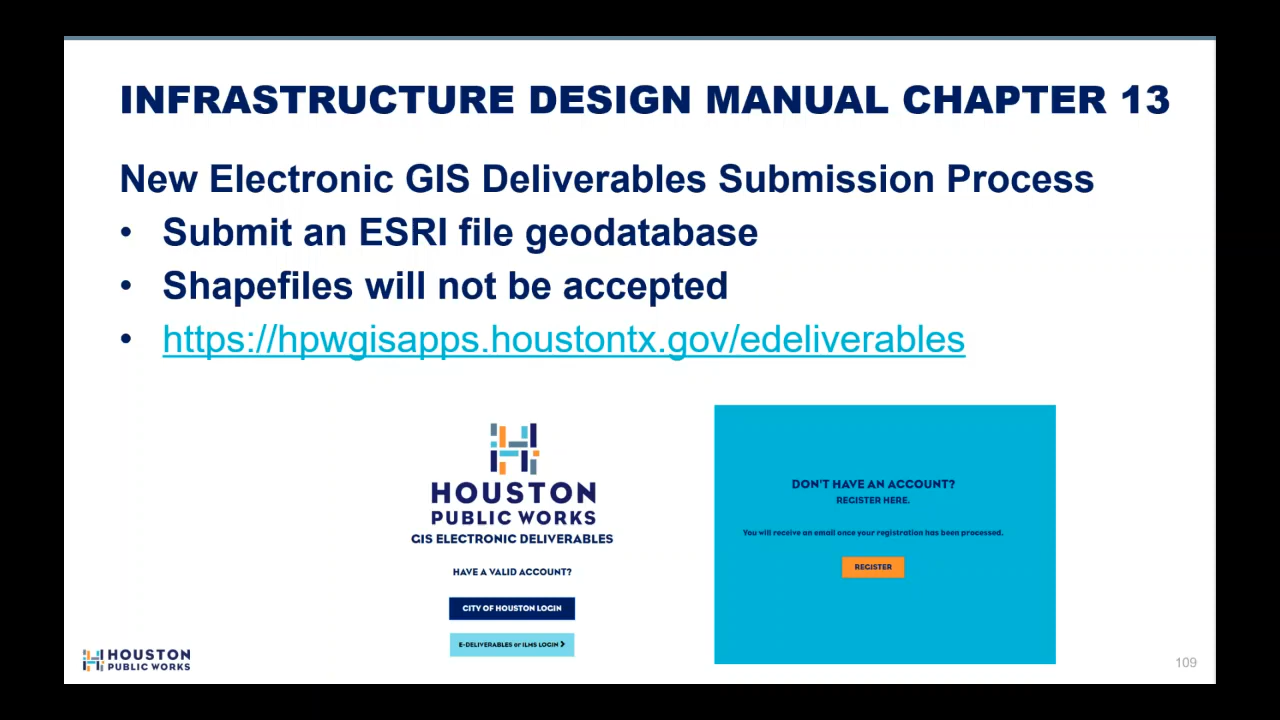 INFRASTRUCTURE DESIGN MANUAL CHAPTER 13
New Electronic GIS Deliverables Submission Process
• Submit an ESRI file geodatabase
• Shapefiles will not be accepted
• https://hpwgisapps.houstontx.gov/edeliverables
HOUSTON
PUBLIC WORKS
GIS ELECTRONIC DELIVERABLES
HAVE A VALID ACCOUNT?
CITY OF HOUSTON LOGIN
E-DELIVERABLES or ILMS LOGIN >
DON'T HAVE AN ACCOUNT?
REGISTER HERE.
You will receive an email once your registration has been processed.
REGISTER
HOUSTON
PUBLIC WORKS
109